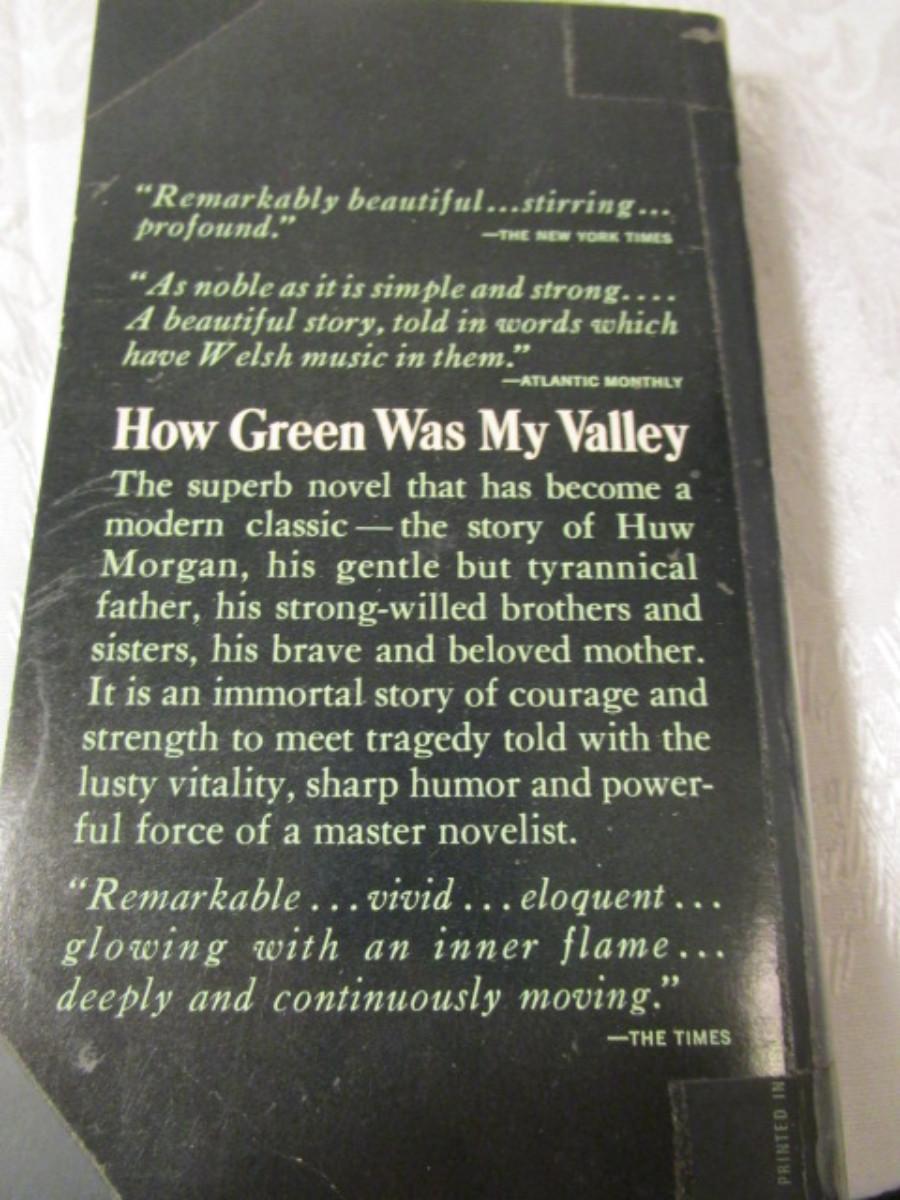 “Remarkably beautiful...stirring...
profound.”
—THE NEW YORK TIMES
“As noble as it is simple and strong....
A beautiful story, told in words which
have Welsh music in them.”
—ATLANTIC MONTHLY
How Green Was My Valley
The superb novel that has become a
modern classic — the story of Huw
Morgan, his gentle but tyrannical
father, his strong-willed brothers and
sisters, his brave and beloved mother.
It is an immortal story of courage and
strength to meet tragedy told with the
lusty vitality, sharp humor and power-
ful force of a master novelist.
“Remarkable ... vivid ... eloquent ...
glowing with an inner flame ...
deeply and continuously moving.”
—THE TIMES
PRINTED IN